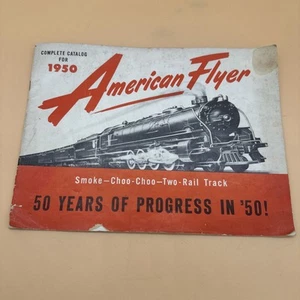 COMPLETE CATALOG
FOR
1950
American Flyer
Smoke—Choo-Choo—Two-Rail Track
50 YEARS OF PROGRESS IN '50!